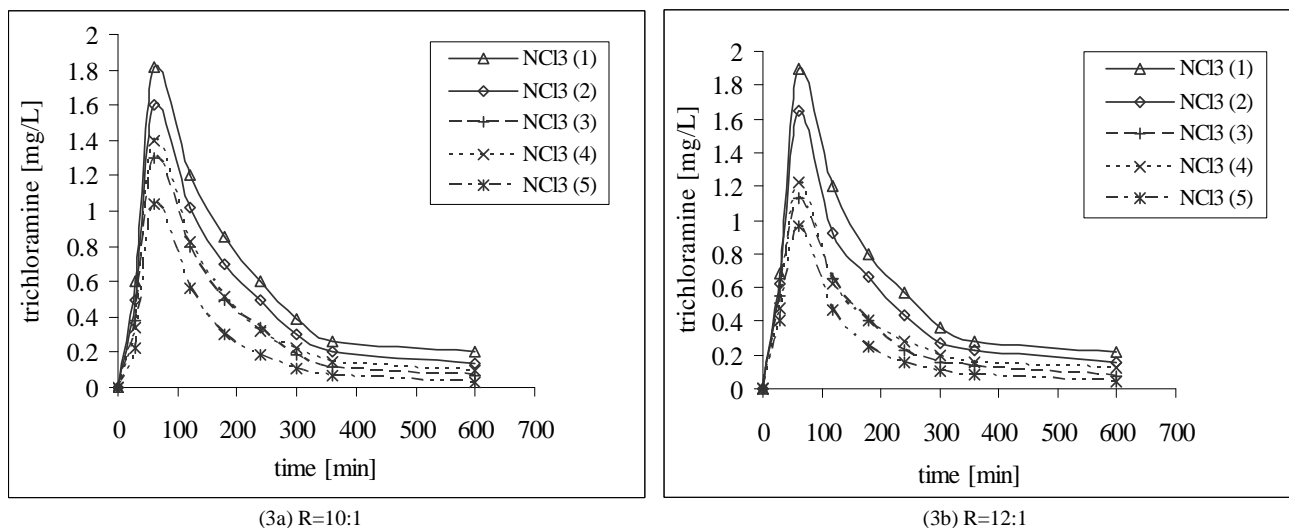 trichloramine [mg/L]
2
1.8
1.6
1.4
1.2
1
0.8
0.6
0.4
0.2
0
0 100 200 300 400 500 600 700
time [min]
NCl3 (1)
NCl3 (2)
NCl3 (3)
NCl3 (4)
NCl3 (5)
(3a) R=10:1
trichloramine [mg/L]
2
1.8
1.6
1.4
1.2
1
0.8
0.6
0.4
0.2
0
0 100 200 300 400 500 600 700
time [min]
NCl3 (1)
NCl3 (2)
NCl3 (3)
NCl3 (4)
NCl3 (5)
(3b) R=12:1